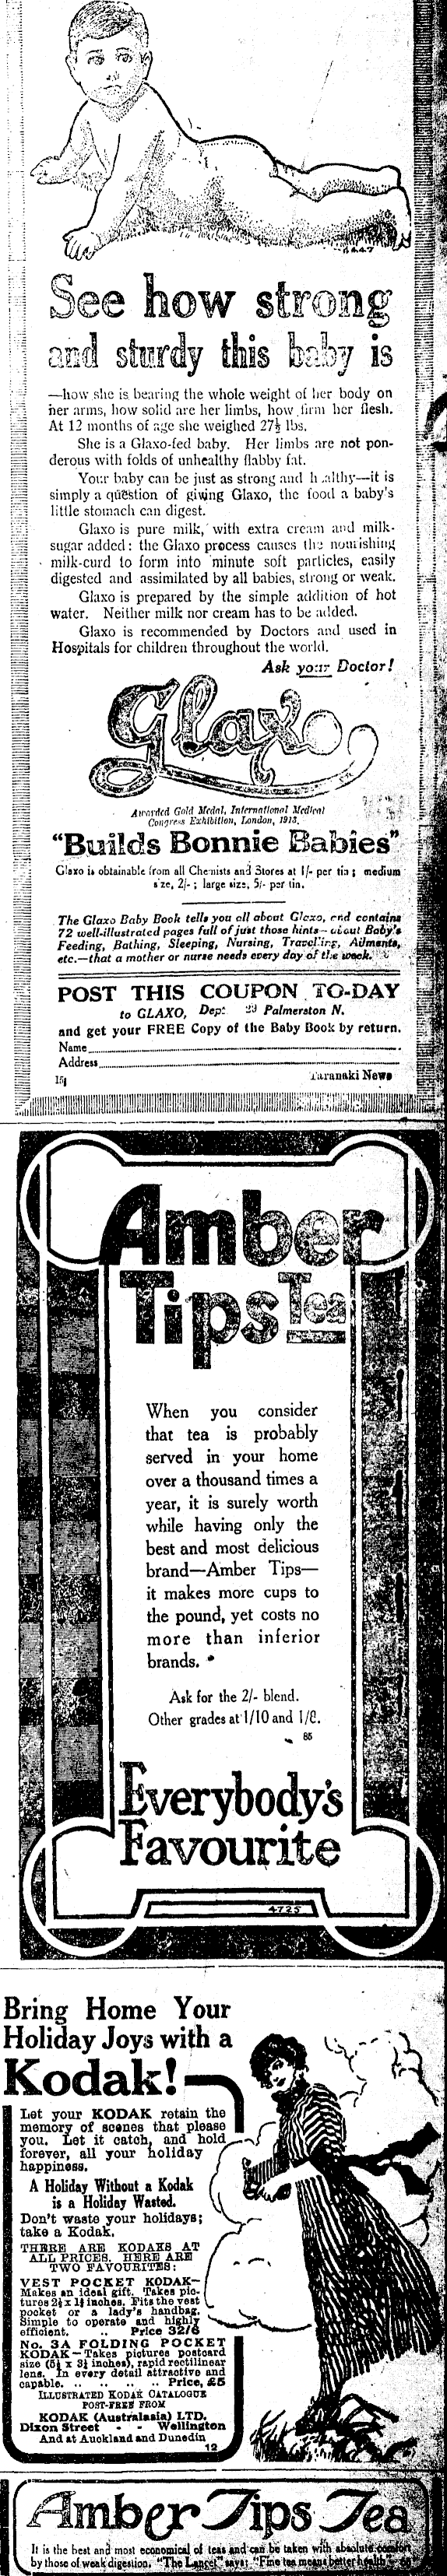 See how strong
and sturdy this baby is
—how she is bearing the whole weight of her body on
her arms, how solid are her limbs, how firm her flesh.
At 12 months of age she weighed 27½ lbs.
She is a Glaxo-fed baby. Her limbs are not pon-
derous with folds of unhealthy flabby fat.
Your baby can be just as strong and h althy—it is
simply a question of giving Glaxo, the food a baby's
little stomach can digest.
Glaxo is pure milk, with extra cream and milk-
sugar added: the Glaxo process causes the nourishing
milk-curd to form into minute soft particles, easily
digested and assimilated by all babies, strong or weak.
Glaxo is prepared by the simple addition of hot
water. Neither milk nor cream has to be added.
Glaxo is recommended by Doctors and used in
Hospitals for children throughout the world.
Ask your Doctor!
Glaxo
Awarded Gold Medal, International Medical
Congress Exhibition, London, 1913.
"Builds Bonnie Babies"
Glaxo is obtainable from all Chemists and Stores at 1/- per tin; medium
size, 2/-; large size, 5/- per tin.
The Glaxo Baby Book tells you all about Glaxo, and contains
72 well-illustrated pages full of just those hints—about Baby's
Feeding, Bathing, Sleeping, Nursing, Travelling, Ailments,
etc.—that a mother or nurse needs every day of the week.
POST THIS COUPON TO-DAY
to GLAXO, Dept Palmerston N.
and get your FREE Copy of the Baby Book by return.
Name
Address
Taranaki News
Amber
Tips Tea
When you consider
that tea is probably
served in your home
over a thousand times a
year, it is surely worth
while having only the
best and most delicious
brand—Amber Tips—
it makes more cups to
the pound, yet costs no
more than inferior
brands.
Ask for the 2/- blend.
Other grades at 1/10 and 1/8.
85
Everybody's
Favourite
4725
Bring Home Your
Holiday Joys with a
Kodak!
Let your KODAK retain the
memory of scenes that please
you. Let it catch, and hold
forever, all your holiday
happiness.
A Holiday Without a Kodak
is a Holiday Wasted.
Don't waste your holidays;
take a Kodak.
THERE ARE KODAKS AT
ALL PRICES. HERE ARE
TWO FAVOURITES:
VEST POCKET KODAK—
Makes an ideal gift. Takes pic-
tures 2½ x 1⅝ inches. Fits the vest
pocket or a lady's handbag.
Simple to operate and highly
efficient. .. Price 32/6
No. 3A FOLDING POCKET
KODAK—Takes pictures postcard
size (5½ x 3¼ inches), rapid rectilinear
lens. In every detail attractive and
capable. .. .. .. .. Price, £5
ILLUSTRATED KODAK CATALOGUE
POST-FREE FROM
KODAK (Australasia) LTD.
Dixon Street - - Wellington
And at Auckland and Dunedin
12
Amber Tips Tea
It is the best and most economical of teas and can be taken with absolute comfort
by those of weak digestion. "The Lancet" says: "Fine tea means better health"